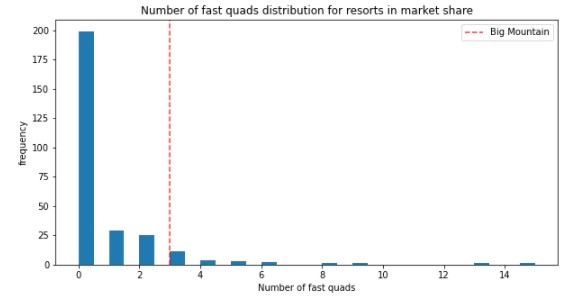 Number of fast quads distribution for resorts in market share
Big Mountain
200
175
150
125
100
75
50
25
0
frequency
0 2 4 6 8 10 12 14
Number of fast quads